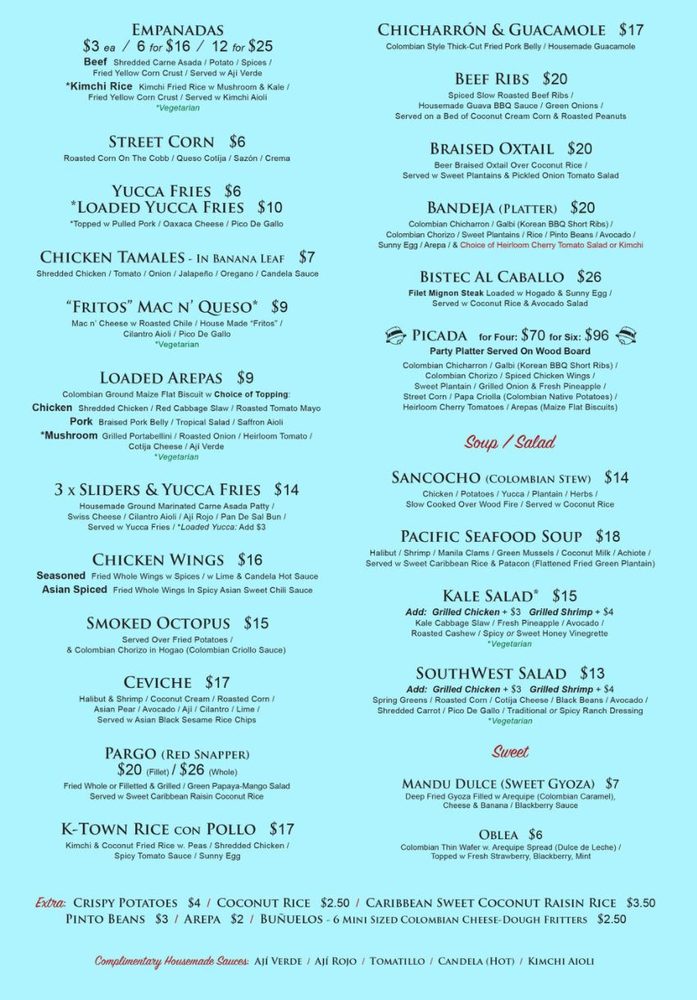 EMPANADAS
$3 ea / 6 for $16 / 12 for $25
Beef Shredded Carne Asada / Potato / Spices /
Fried Yellow Corn Crust / Served w Ají Verde
*Kimchi Rice Kimchi Fried Rice w Mushroom & Kale /
Fried Yellow Corn Crust / Served w Kimchi Aioli
*Vegetarian
STREET CORN $6
Roasted Corn On The Cobb / Queso Cotija / Sazón / Crema
YUCCA FRIES $6
*LOADED YUCCA FRIES $10
*Topped w Pulled Pork / Oaxaca Cheese / Pico De Gallo
CHICKEN TAMALES - IN BANANA LEAF $7
Shredded Chicken / Tomato / Onion / Jalapeño / Oregano / Candela Sauce
"FRITOS" MAC N' QUESO* $9
Mac n' Cheese w Roasted Chile / House Made "Fritos" /
Cilantro Aioli / Pico De Gallo
*Vegetarian
LOADED AREPAS $9
Colombian Ground Maize Flat Biscuit w Choice of Topping:
Chicken Shredded Chicken / Red Cabbage Slaw / Roasted Tomato Mayo
Pork Braised Pork Belly / Tropical Salad / Saffron Aioli
*Mushroom Grilled Portabellini / Roasted Onion / Heirloom Tomato /
Cotija Cheese / Ají Verde
*Vegetarian
3 X SLIDERS & YUCCA FRIES $14
Housemade Ground Marinated Carne Asada Patty /
Swiss Cheese / Cilantro Aioli / Ají Rojo / Pan De Sal Bun /
Served w Yucca Fries / *Loaded Yucca: Add $3
CHICKEN WINGS $16
Seasoned Fried Whole Wings w Spices / w Lime & Candela Hot Sauce
Asian Spiced Fried Whole Wings In Spicy Asian Sweet Chili Sauce
SMOKED OCTOPUS $15
Served Over Fried Potatoes /
& Colombian Chorizo in Hogao (Colombian Criollo Sauce)
CEVICHE $17
Halibut & Shrimp / Coconut Cream / Roasted Corn /
Asian Pear / Avocado / Ají / Cilantro / Lime /
Served w Asian Black Sesame Rice Chips
PARGO (RED SNAPPER)
$20 (Fillet) / $26 (Whole)
Fried Whole or Filletted & Grilled / Green Papaya-Mango Salad
Served w Sweet Caribbean Raisin Coconut Rice
K-TOWN RICE CON POLLO $17
Kimchi & Coconut Fried Rice w. Peas / Shredded Chicken /
Spicy Tomato Sauce / Sunny Egg
CHICHARRÓN & GUACAMOLE $17
Colombian Style Thick-Cut Fried Pork Belly / Housemade Guacamole
BEEF RIBS $20
Spiced Slow Roasted Beef Ribs /
Housemade Guava BBQ Sauce / Green Onions /
Served on a Bed of Coconut Cream Corn & Roasted Peanuts
BRAISED OXTAIL $20
Beer Braised Oxtail Over Coconut Rice /
Served w Sweet Plantains & Pickled Onion Tomato Salad
BANDEJA (PLATTER) $20
Colombian Chicharron / Galbi (Korean BBQ Short Ribs) /
Colombian Chorizo / Sweet Plantains / Rice / Pinto Beans / Avocado /
Sunny Egg / Arepa / & Choice of Heirloom Cherry Tomato Salad or Kimchi
BISTEC AL CABALLO $26
Filet Mignon Steak Loaded w Hogado & Sunny Egg /
Served w Coconut Rice & Avocado Salad
PICADA for Four: $70 for Six: $96
Party Platter Served On Wood Board
Colombian Chicharron / Galbi (Korean BBQ Short Ribs) /
Colombian Chorizo / Spiced Chicken Wings /
Sweet Plantain / Grilled Onion & Fresh Pineapple /
Street Corn / Papa Criolla (Colombian Native Potatoes) /
Heirloom Cherry Tomatoes / Arepas (Maize Flat Biscuits)
Soup / Salad
SANCOCHO (COLOMBIAN STEW) $14
Chicken / Potatoes / Yucca / Plantain / Herbs /
Slow Cooked Over Wood Fire / Served w Coconut Rice
PACIFIC SEAFOOD SOUP $18
Halibut / Shrimp / Manila Clams / Green Mussels / Coconut Milk / Achiote /
Served w Sweet Caribbean Rice & Patacon (Flattened Fried Green Plantain)
KALE SALAD* $15
Add: Grilled Chicken + $3 Grilled Shrimp + $4
Kale Cabbage Slaw / Fresh Pineapple / Avocado /
Roasted Cashew / Spicy or Sweet Honey Vinegrette
*Vegetarian
SOUTHWEST SALAD $13
Add: Grilled Chicken + $3 Grilled Shrimp + $4
Spring Greens / Roasted Corn / Cotija Cheese / Black Beans / Avocado /
Shredded Carrot / Pico De Gallo / Traditional or Spicy Ranch Dressing
*Vegetarian
Sweet
MANDU DULCE (SWEET GYOZA) $7
Deep Fried Gyoza Filled w Arequipe (Colombian Caramel),
Cheese & Banana / Blackberry Sauce
OBLEA $6
Colombian Thin Wafer w. Arequipe Spread (Dulce de Leche) /
Topped w Fresh Strawberry, Blackberry, Mint
Extra: CRISPY POTATOES $4 / COCONUT RICE $2.50 / CARIBBEAN SWEET COCONUT RAISIN RICE $3.50
PINTO BEANS $3 / AREPA $2 / BUÑUELOS - 6 MINI SIZED COLOMBIAN CHEESE-DOUGH FRITTERS $2.50
Complimentary Housemade Sauces: AJÍ VERDE / AJÍ ROJO / TOMATILLO / CANDELA (HOT) / KIMCHI AIOLI